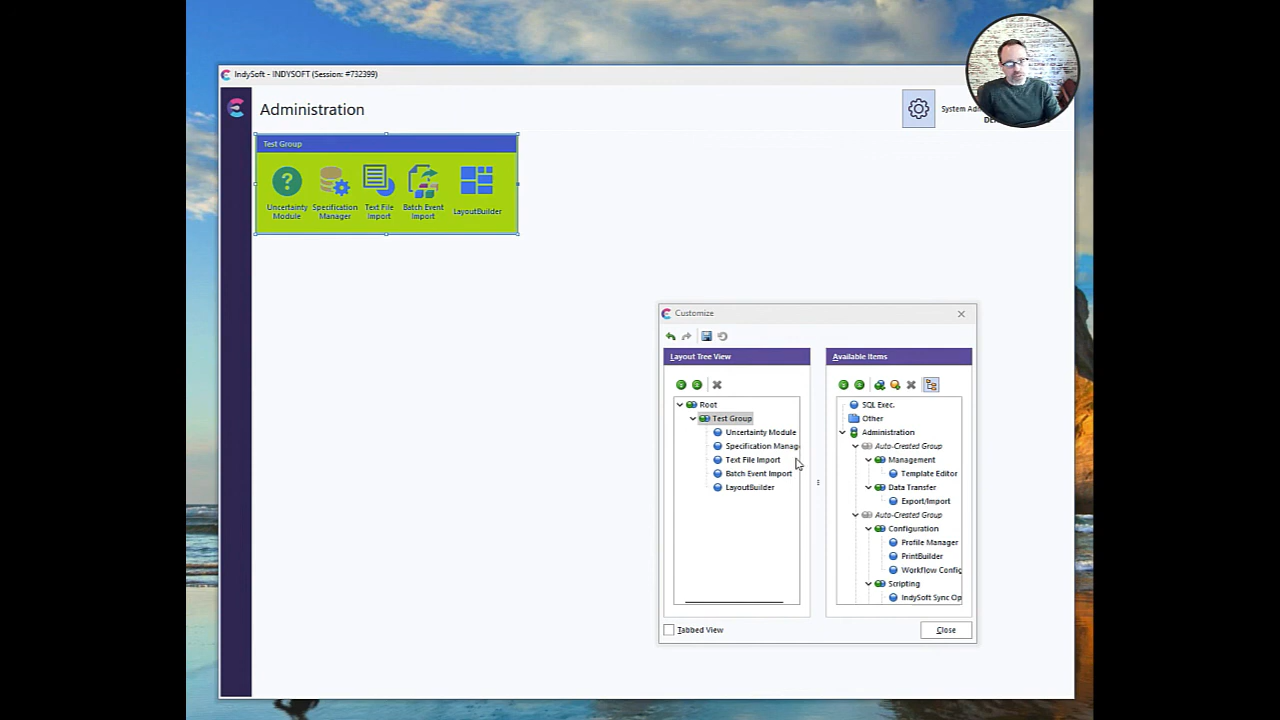 IndySoft - INDYSOFT (Session: #732399)
Administration
Test Group
Uncertainty Module
Specification Manager
Text File Import
Batch Event Import
LayoutBuilder
System
Customize
Layout Tree View
Root
Test Group
Uncertainty Module
Specification Manag
Text File Import
Batch Event Import
LayoutBuilder
Available Items
SQL Exec.
Other
Administration
Auto-Created Group
Management
Template Editor
Data Transfer
Export/Import
Auto-Created Group
Configuration
Profile Manager
PrintBuilder
Workflow Config
Scripting
IndySoft Sync Op
Tabbed View
Close